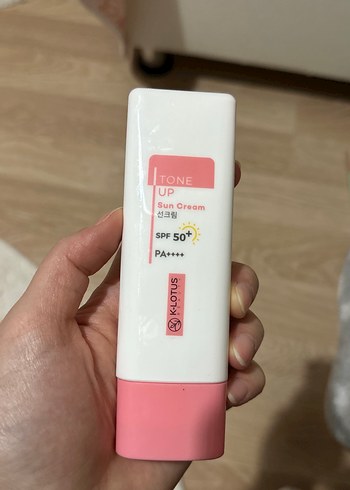 TONE
UP
Sun Cream
선크림
SPF 50+
PA++++
K-LOTUS